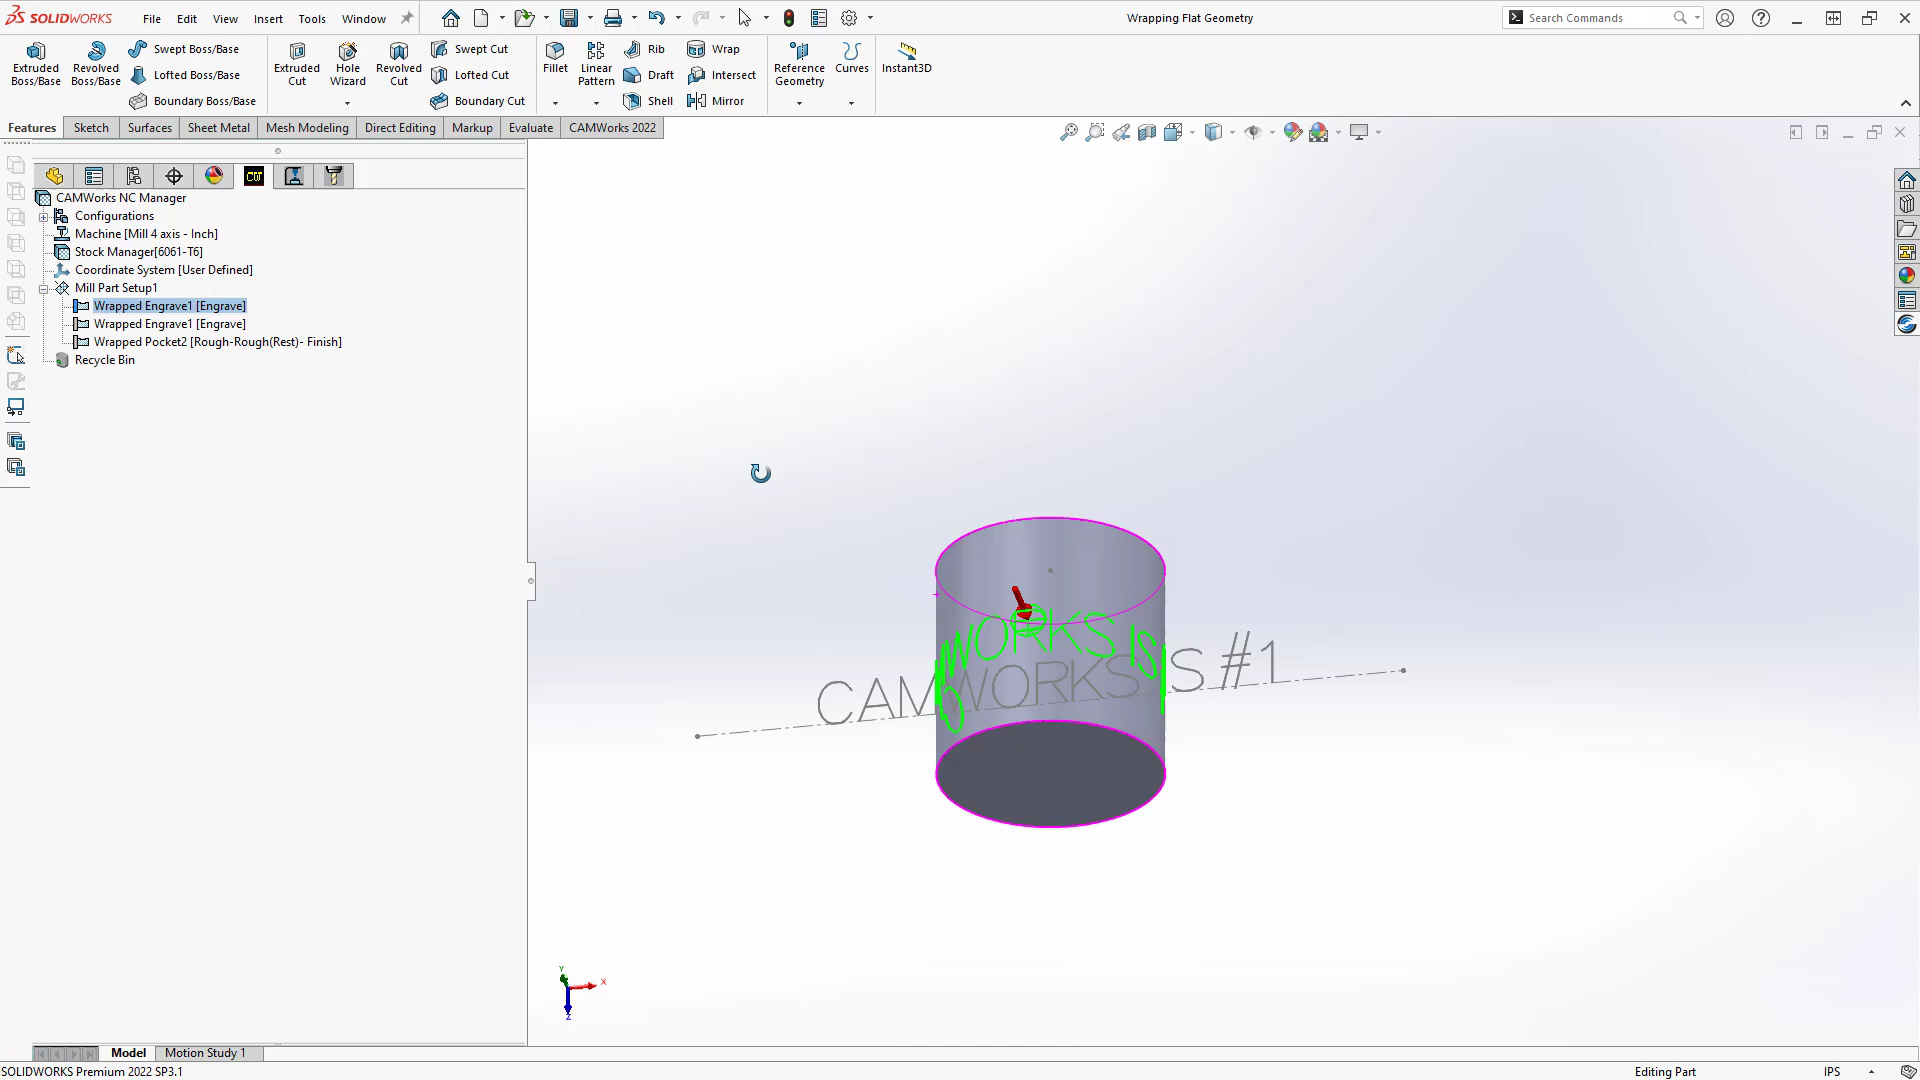 SOLIDWORKS
File Edit View Insert Tools Window
Wrapping Flat Geometry
Search Commands
Extruded Boss/Base
Revolved Boss/Base
Swept Boss/Base
Lofted Boss/Base
Boundary Boss/Base
Extruded Cut
Hole Wizard
Revolved Cut
Swept Cut
Lofted Cut
Boundary Cut
Fillet
Linear Pattern
Rib
Draft
Shell
Wrap
Intersect
Mirror
Reference Geometry
Curves
Instant3D
Features Sketch Surfaces Sheet Metal Mesh Modeling Direct Editing Markup Evaluate CAMWorks 2022
CW
CAMWorks NC Manager
Configurations
Machine [Mill 4 axis - Inch]
Stock Manager[6061-T6]
Coordinate System [User Defined]
Mill Part Setup1
Wrapped Engrave1 [Engrave]
Wrapped Engrave1 [Engrave]
Wrapped Pocket2 [Rough-Rough(Rest)- Finish]
Recycle Bin
WORKS IS
CAMWORKS IS #1
Y
X
Z
Model Motion Study 1
SOLIDWORKS Premium 2022 SP3.1
Editing Part
IPS